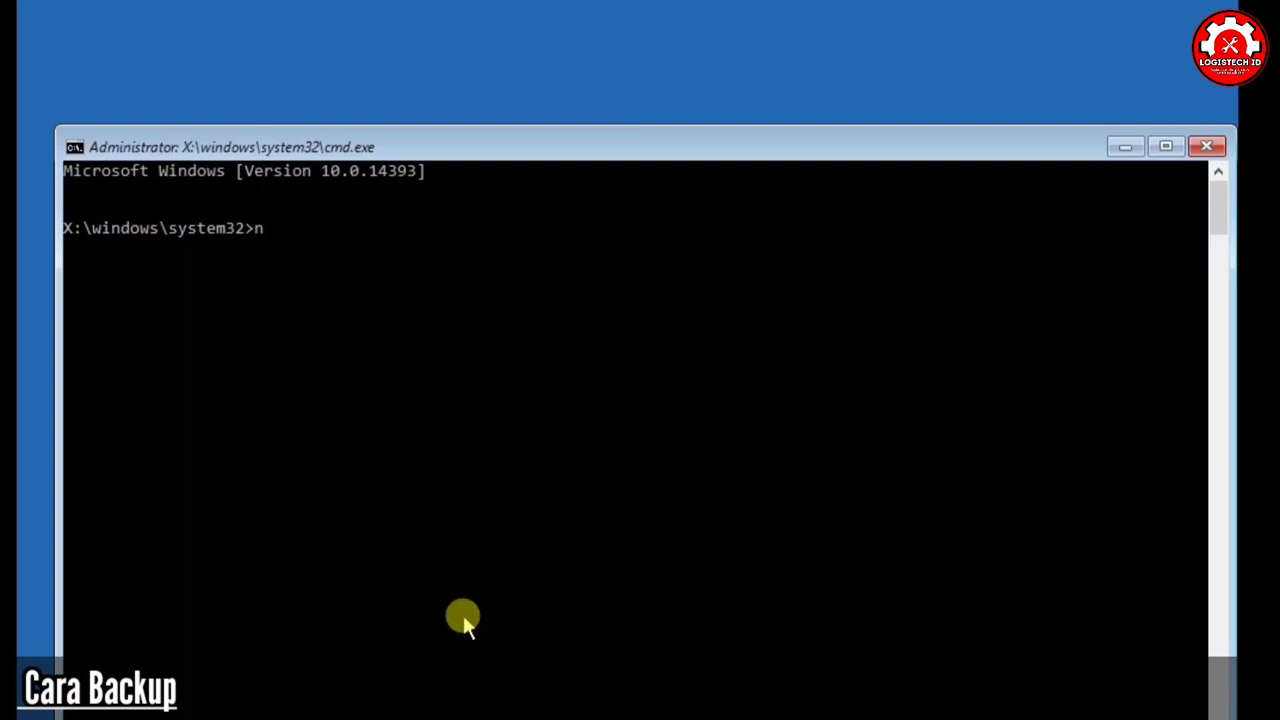 LOGISTECH ID
Administrator: X:\windows\system32\cmd.exe
Microsoft Windows [Version 10.0.14393]
X:\windows\system32>n
Cara Backup